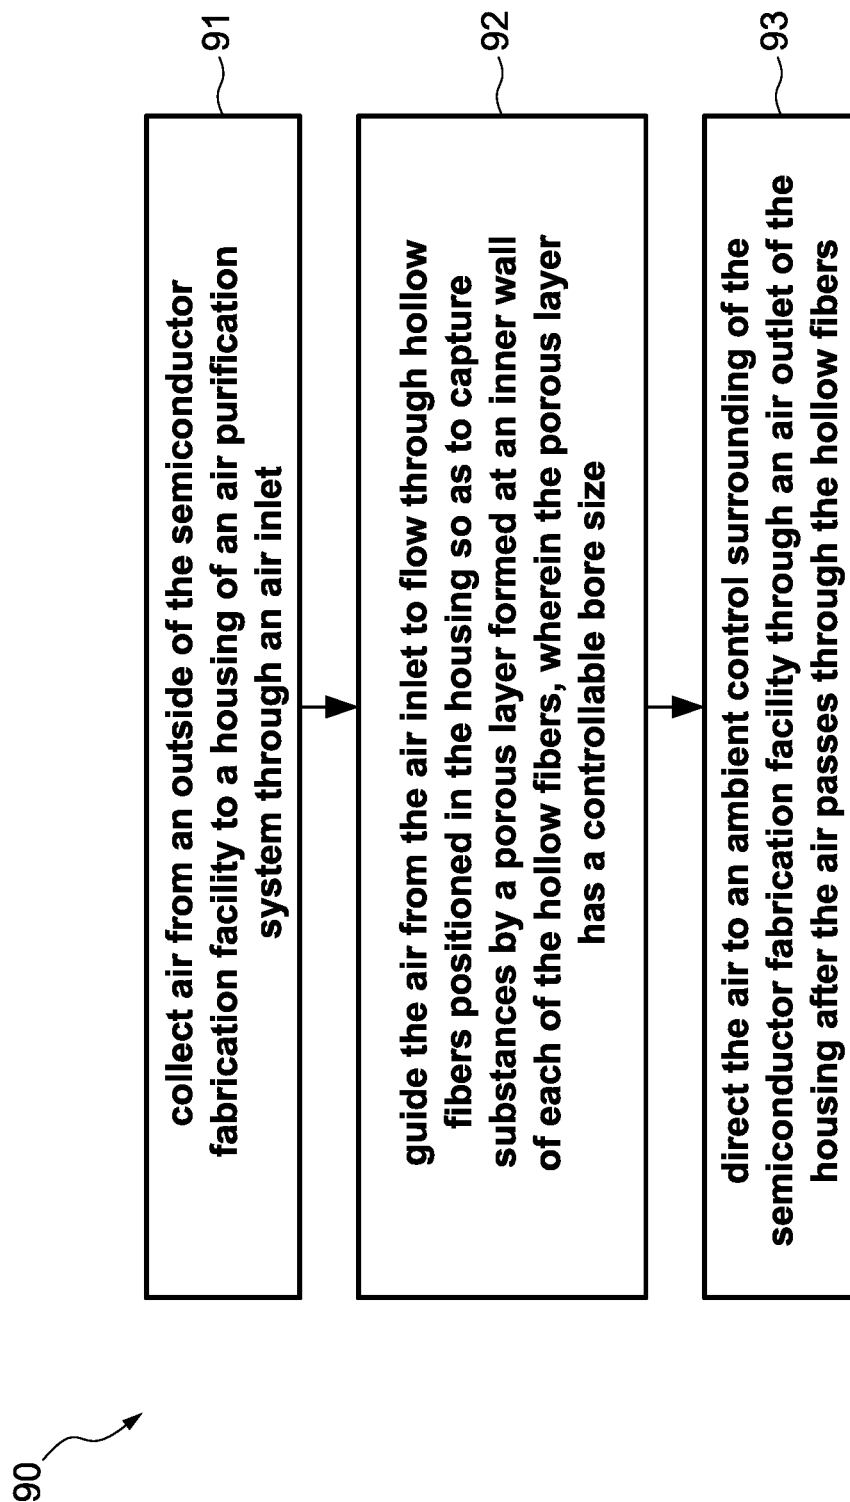 90
collect air from an outside of the semiconductor
fabrication facility to a housing of an air purification
system through an air inlet
91
guide the air from the air inlet to flow through hollow
fibers positioned in the housing so as to capture
substances by a porous layer formed at an inner wall
of each of the hollow fibers, wherein the porous layer
has a controllable bore size
92
direct the air to an ambient control surrounding of the
semiconductor fabrication facility through an air outlet of the
housing after the air passes through the hollow fibers
93